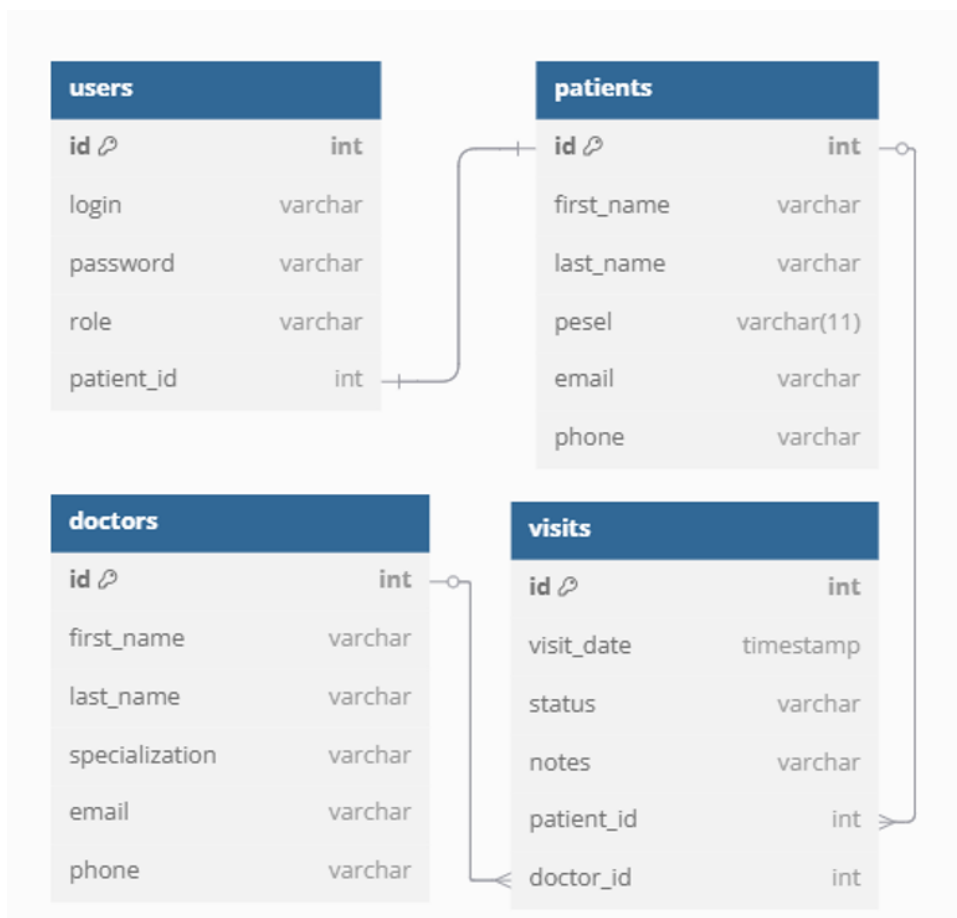 users
id int
login varchar
password varchar
role varchar
patient_id int
patients
id int
first_name varchar
last_name varchar
pesel varchar(11)
email varchar
phone varchar
doctors
id int
first_name varchar
last_name varchar
specialization varchar
email varchar
phone varchar
visits
id int
visit_date timestamp
status varchar
notes varchar
patient_id int
doctor_id int